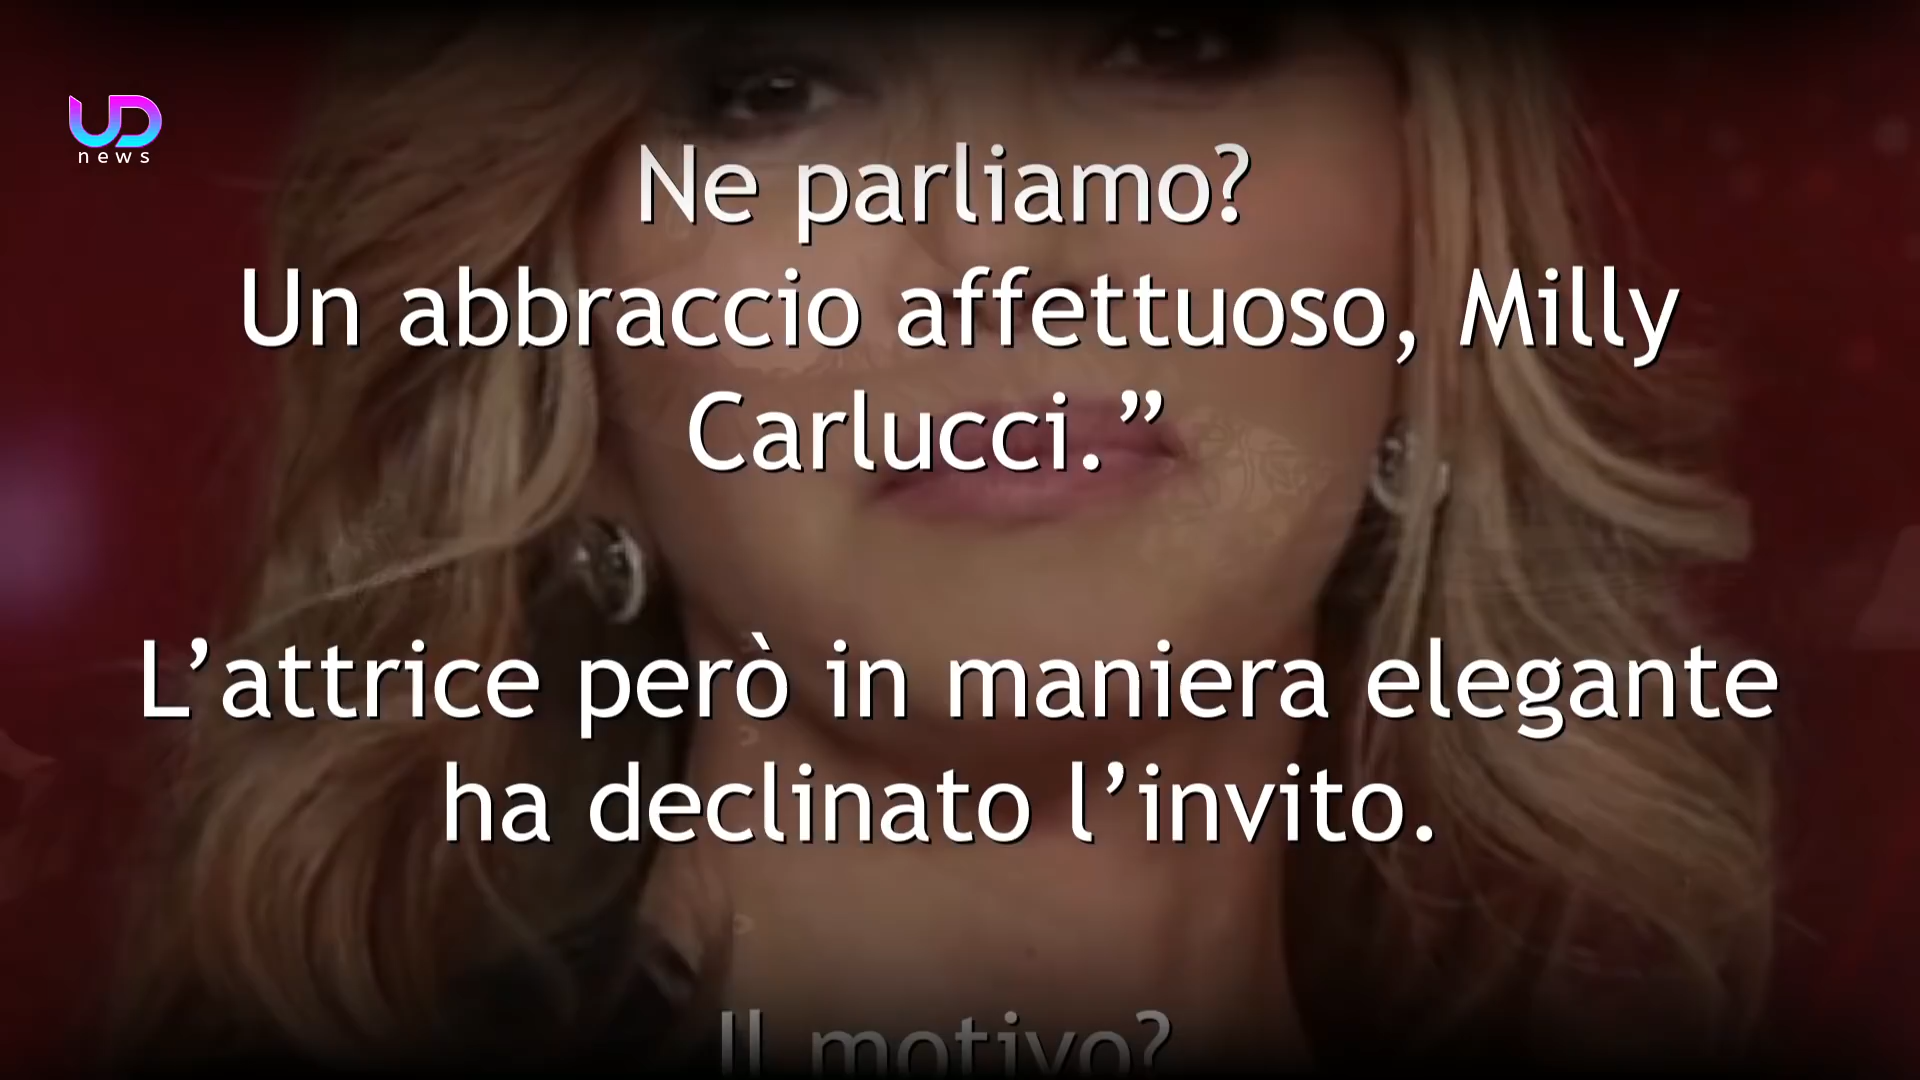 UD
news
Ne parliamo?
Un abbraccio affettuoso, Milly
Carlucci.”
L’attrice però in maniera elegante
ha declinato l’invito.
Il motivo?